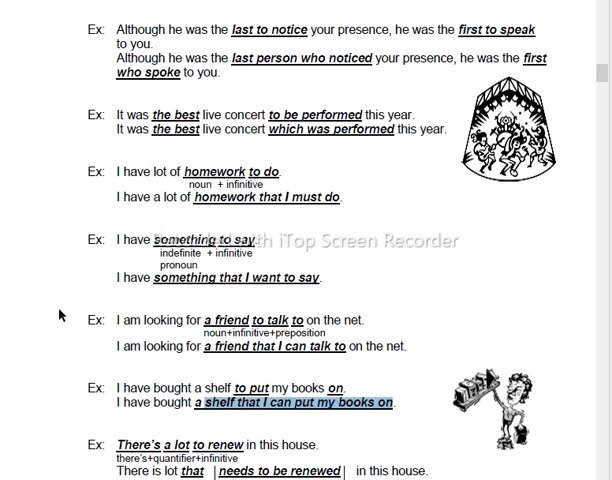 Ex: Although he was the last to notice your presence, he was the first to speak
to you.
Although he was the last person who noticed your presence, he was the first
who spoke to you.
Ex: It was the best live concert to be performed this year.
It was the best live concert which was performed this year.
Ex: I have lot of homework to do.
noun + infinitive
I have a lot of homework that I must do.
Ex: I have something to say.
Recorded with iTop Screen Recorder
indefinite + infinitive
pronoun
I have something that I want to say.
Ex: I am looking for a friend to talk to on the net.
noun+infinitive+preposition
I am looking for a friend that I can talk to on the net.
Ex: I have bought a shelf to put my books on.
I have bought a shelf that I can put my books on.
Ex: There's a lot to renew in this house.
there's+quantifier+infinitive
There is lot that | needs to be renewed | in this house.